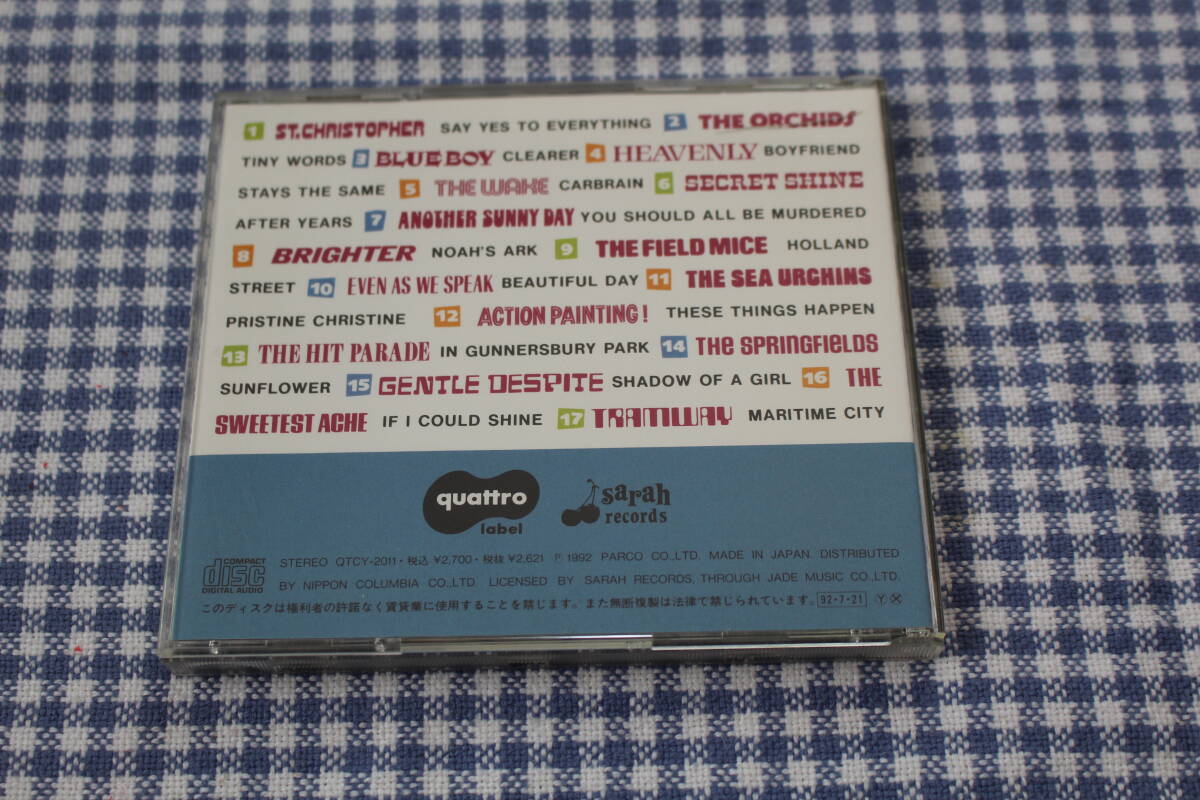 1 ST.CHRISTOPHER SAY YES TO EVERYTHING 2 THE ORCHIDS
TINY WORDS 3 BLUEBOY CLEARER 4 HEAVENLY BOYFRIEND
STAYS THE SAME 5 THE WAKE CARBRAIN 6 SECRET SHINE
AFTER YEARS 7 ANOTHER SUNNY DAY YOU SHOULD ALL BE MURDERED
8 BRIGHTER NOAH'S ARK 9 THE FIELD MICE HOLLAND
STREET 10 EVEN AS WE SPEAK BEAUTIFUL DAY 11 THE SEA URCHINS
PRISTINE CHRISTINE 12 ACTION PAINTING! THESE THINGS HAPPEN
13 THE HIT PARADE IN GUNNERSBURY PARK 14 THE SPRINGFIELDS
SUNFLOWER 15 GENTLE DESPITE SHADOW OF A GIRL 16 THE
SWEETEST ACHE IF I COULD SHINE 17 TRAMWAY MARITIME CITY
quattro
label
sarah
records
COMPACT
disc
DIGITAL AUDIO
STEREO QTCY-2011・税込 ¥2,700・税抜 ¥2,621 Ⓟ 1992 PARCO CO.,LTD. MADE IN JAPAN. DISTRIBUTED
BY NIPPON COLUMBIA CO.,LTD. LICENSED BY SARAH RECORDS, THROUGH JADE MUSIC CO.,LTD.
このディスクは権利者の許諾なく賃貸業に使用することを禁じます。また無断複製は法律で禁じられています。 92・7・21 Y